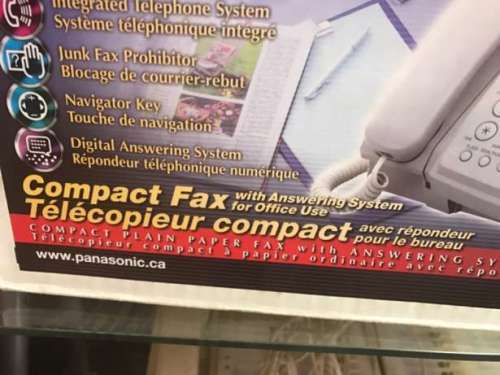 Integrated Telephone System
Système téléphonique intégré
Junk Fax Prohibitor
Blocage de courrier-rebut
Navigator Key
Touche de navigation
Digital Answering System
Répondeur téléphonique numérique
Compact Fax with Answering System for Office Use
Télécopieur compact avec répondeur pour le bureau
COMPACT PLAIN PAPER FAX with ANSWERING SY
Télécopieur compact à papier ordinaire avec répo
www.panasonic.ca